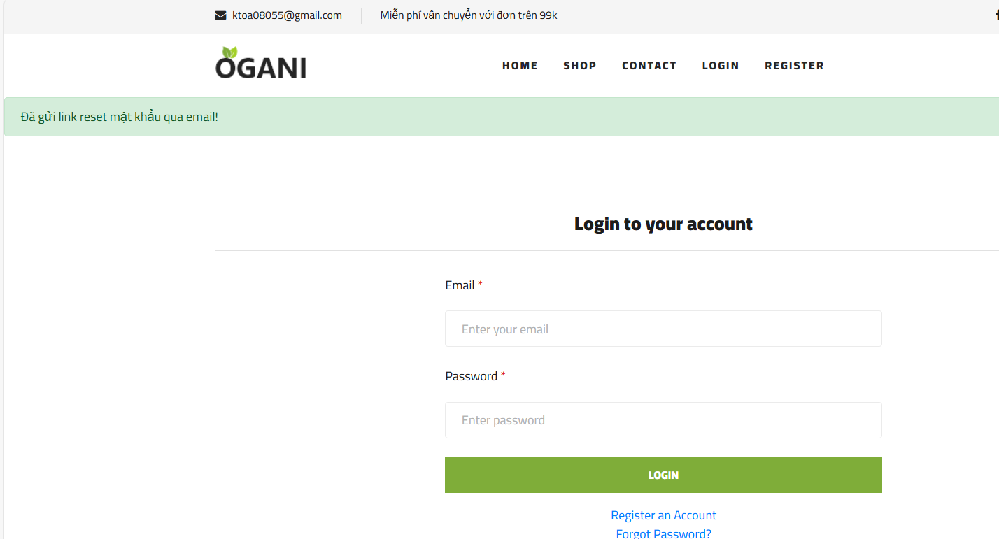 ktoa08055@gmail.com Miễn phí vận chuyển với đơn trên 99k
OGANI HOME SHOP CONTACT LOGIN REGISTER
Đã gửi link reset mật khẩu qua email!
Login to your account
Email *
Enter your email
Password *
Enter password
LOGIN
Register an Account
Forgot Password?